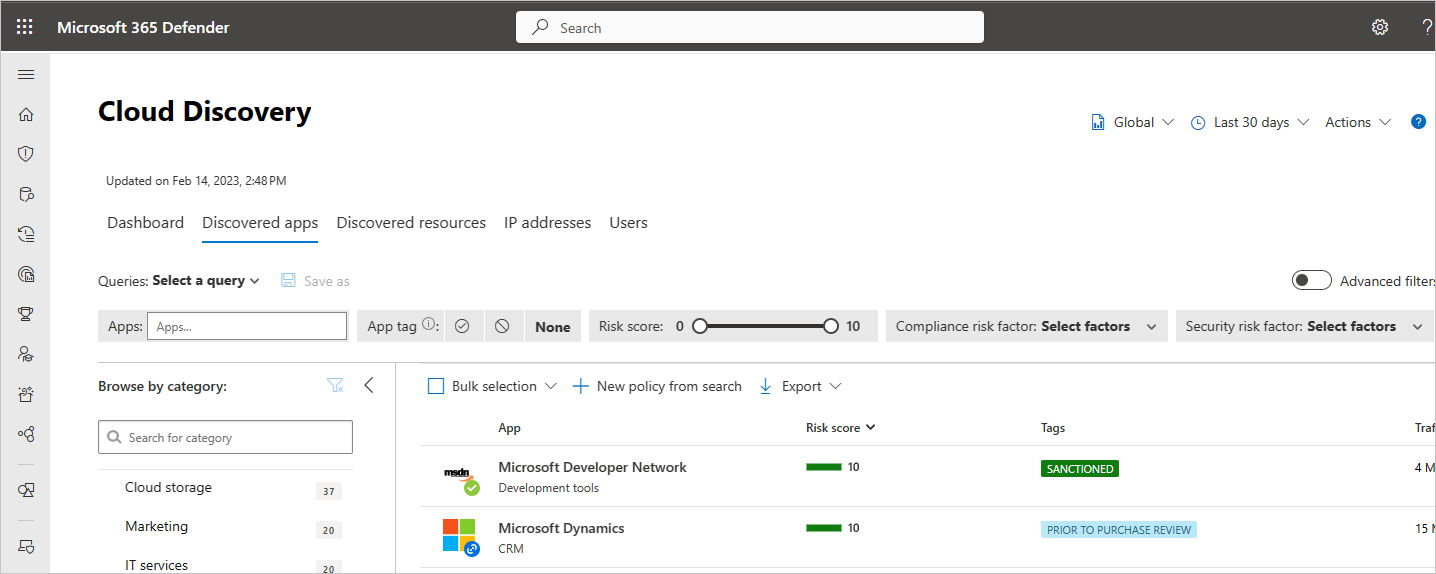 Microsoft 365 Defender
Search
?
Cloud Discovery
Global
Last 30 days
Actions
?
Updated on Feb 14, 2023, 2:48 PM
Dashboard
Discovered apps
Discovered resources
IP addresses
Users
Queries: Select a query
Save as
Advanced filters
Apps: Apps...
App tag :
None
Risk score: 0 10
Compliance risk factor: Select factors
Security risk factor: Select factors
Browse by category:
Bulk selection
New policy from search
Export
Search for category
App
Risk score
Tags
Traf
msdn
Microsoft Developer Network
Development tools
10
SANCTIONED
4 M
Cloud storage
37
Marketing
20
IT services
20
Microsoft Dynamics
CRM
10
PRIOR TO PURCHASE REVIEW
15 M